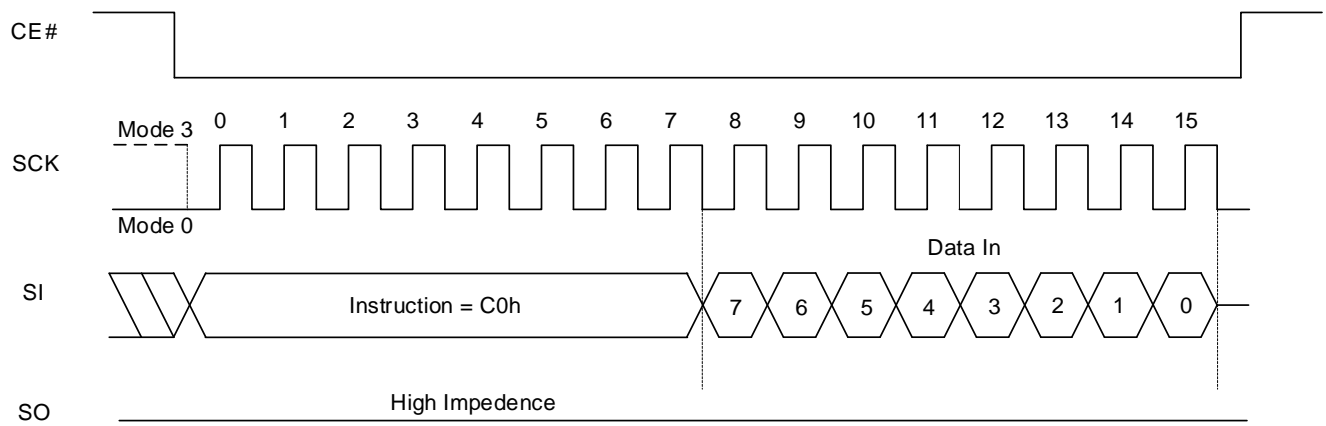 CE#
Mode 3 0 1 2 3 4 5 6 7 8 9 10 11 12 13 14 15
SCK
Mode 0
Data In
SI
Instruction = C0h 7 6 5 4 3 2 1 0
High Impedence
SO